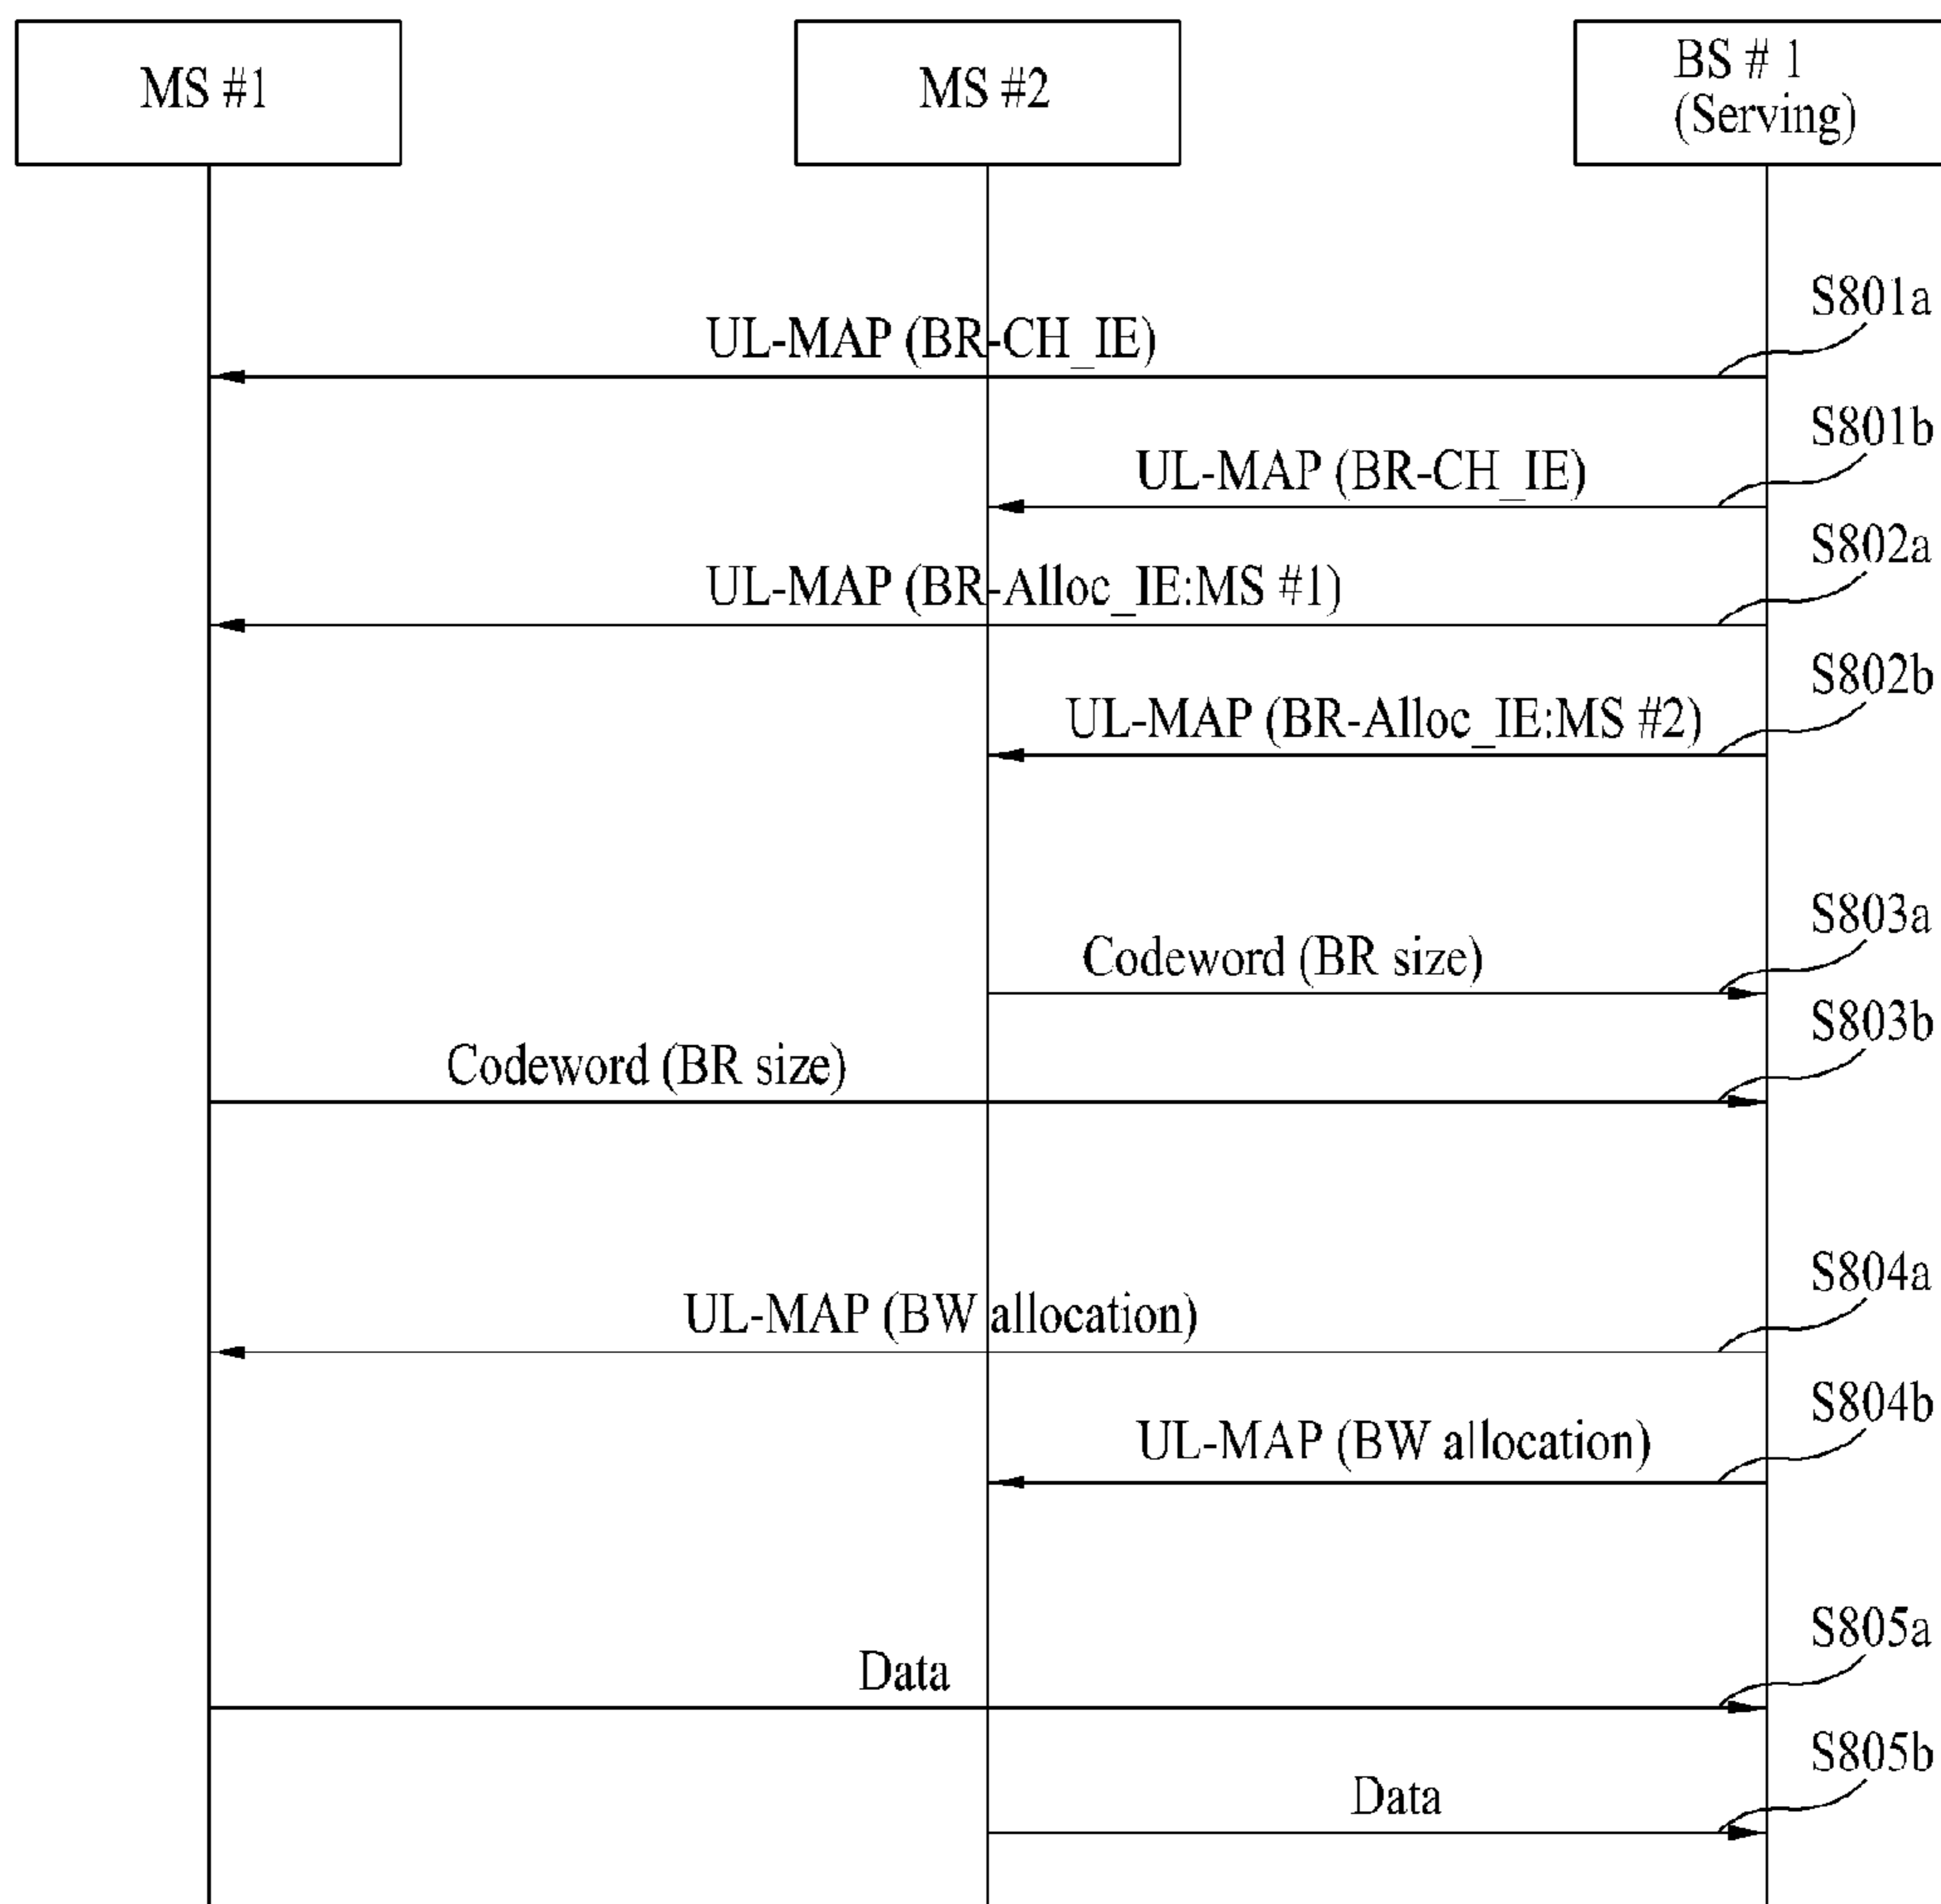 MS #1
MS #2
BS # 1
(Serving)
S801a
UL-MAP (BR-CH_IE)
S801b
UL-MAP (BR-CH_IE)
S802a
UL-MAP (BR-Alloc_IE:MS #1)
S802b
UL-MAP (BR-Alloc_IE:MS #2)
S803a
Codeword (BR size)
S803b
Codeword (BR size)
S804a
UL-MAP (BW allocation)
S804b
UL-MAP (BW allocation)
S805a
Data
S805b
Data